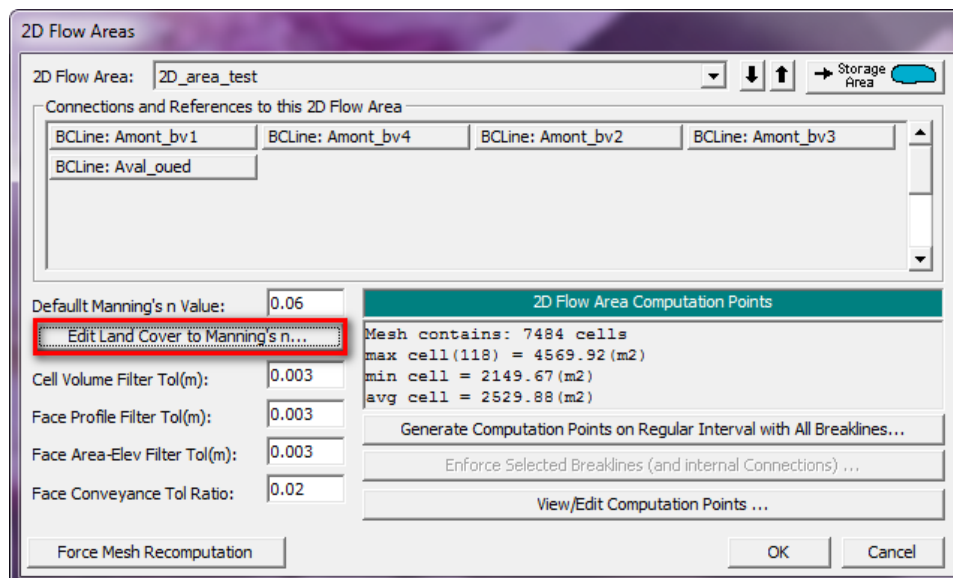 2D Flow Areas
2D Flow Area: 2D_area_test
Storage
Area
Connections and References to this 2D Flow Area
BCLine: Amont_bv1 BCLine: Amont_bv4 BCLine: Amont_bv2 BCLine: Amont_bv3
BCLine: Aval_oued
Defaullt Manning's n Value: 0.06
Edit Land Cover to Manning's n...
Cell Volume Filter Tol(m): 0.003
Face Profile Filter Tol(m): 0.003
Face Area-Elev Filter Tol(m): 0.003
Face Conveyance Tol Ratio: 0.02
2D Flow Area Computation Points
Mesh contains: 7484 cells
max cell(118) = 4569.92(m2)
min cell = 2149.67(m2)
avg cell = 2529.88(m2)
Generate Computation Points on Regular Interval with All Breaklines...
Enforce Selected Breaklines (and internal Connections) ...
View/Edit Computation Points ...
Force Mesh Recomputation OK Cancel